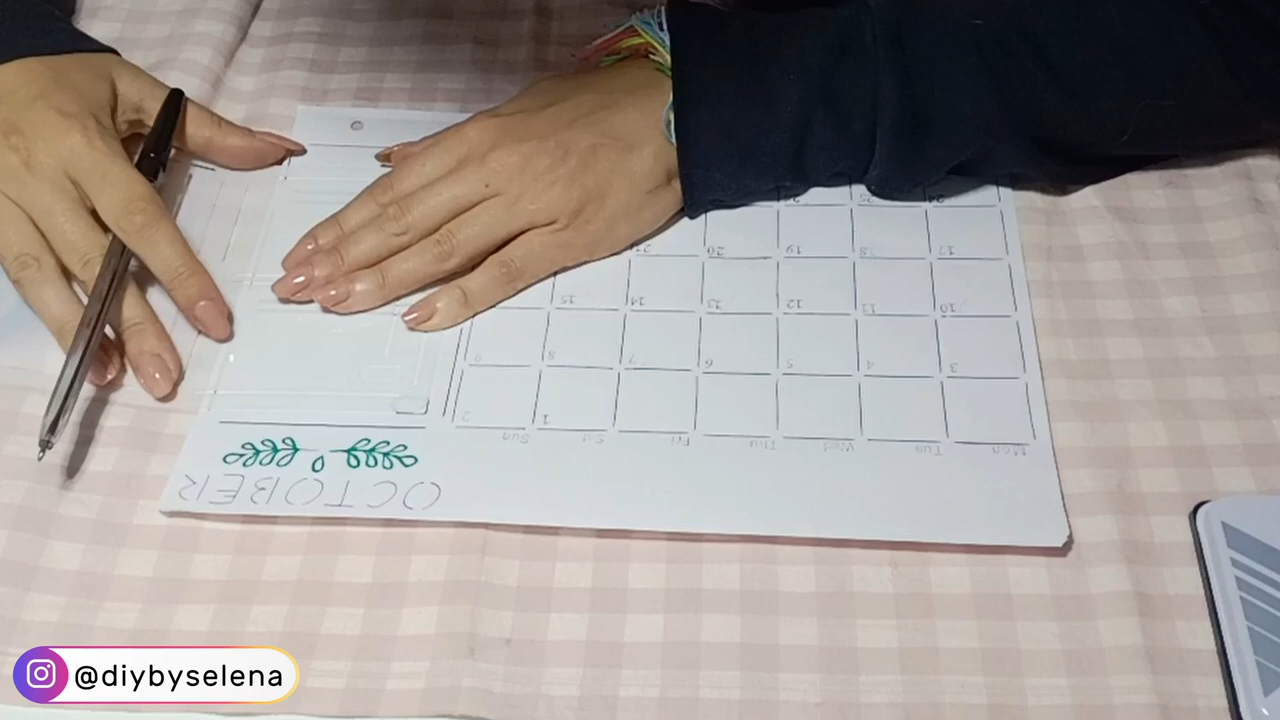 OCTOBER
Mon Tue Wed Thu Fri Sat Sun
1 2
3 4 5 6 7 8 9
10 11 12 13 14 15
17 18 19 20 21
24 25
@diybyselena